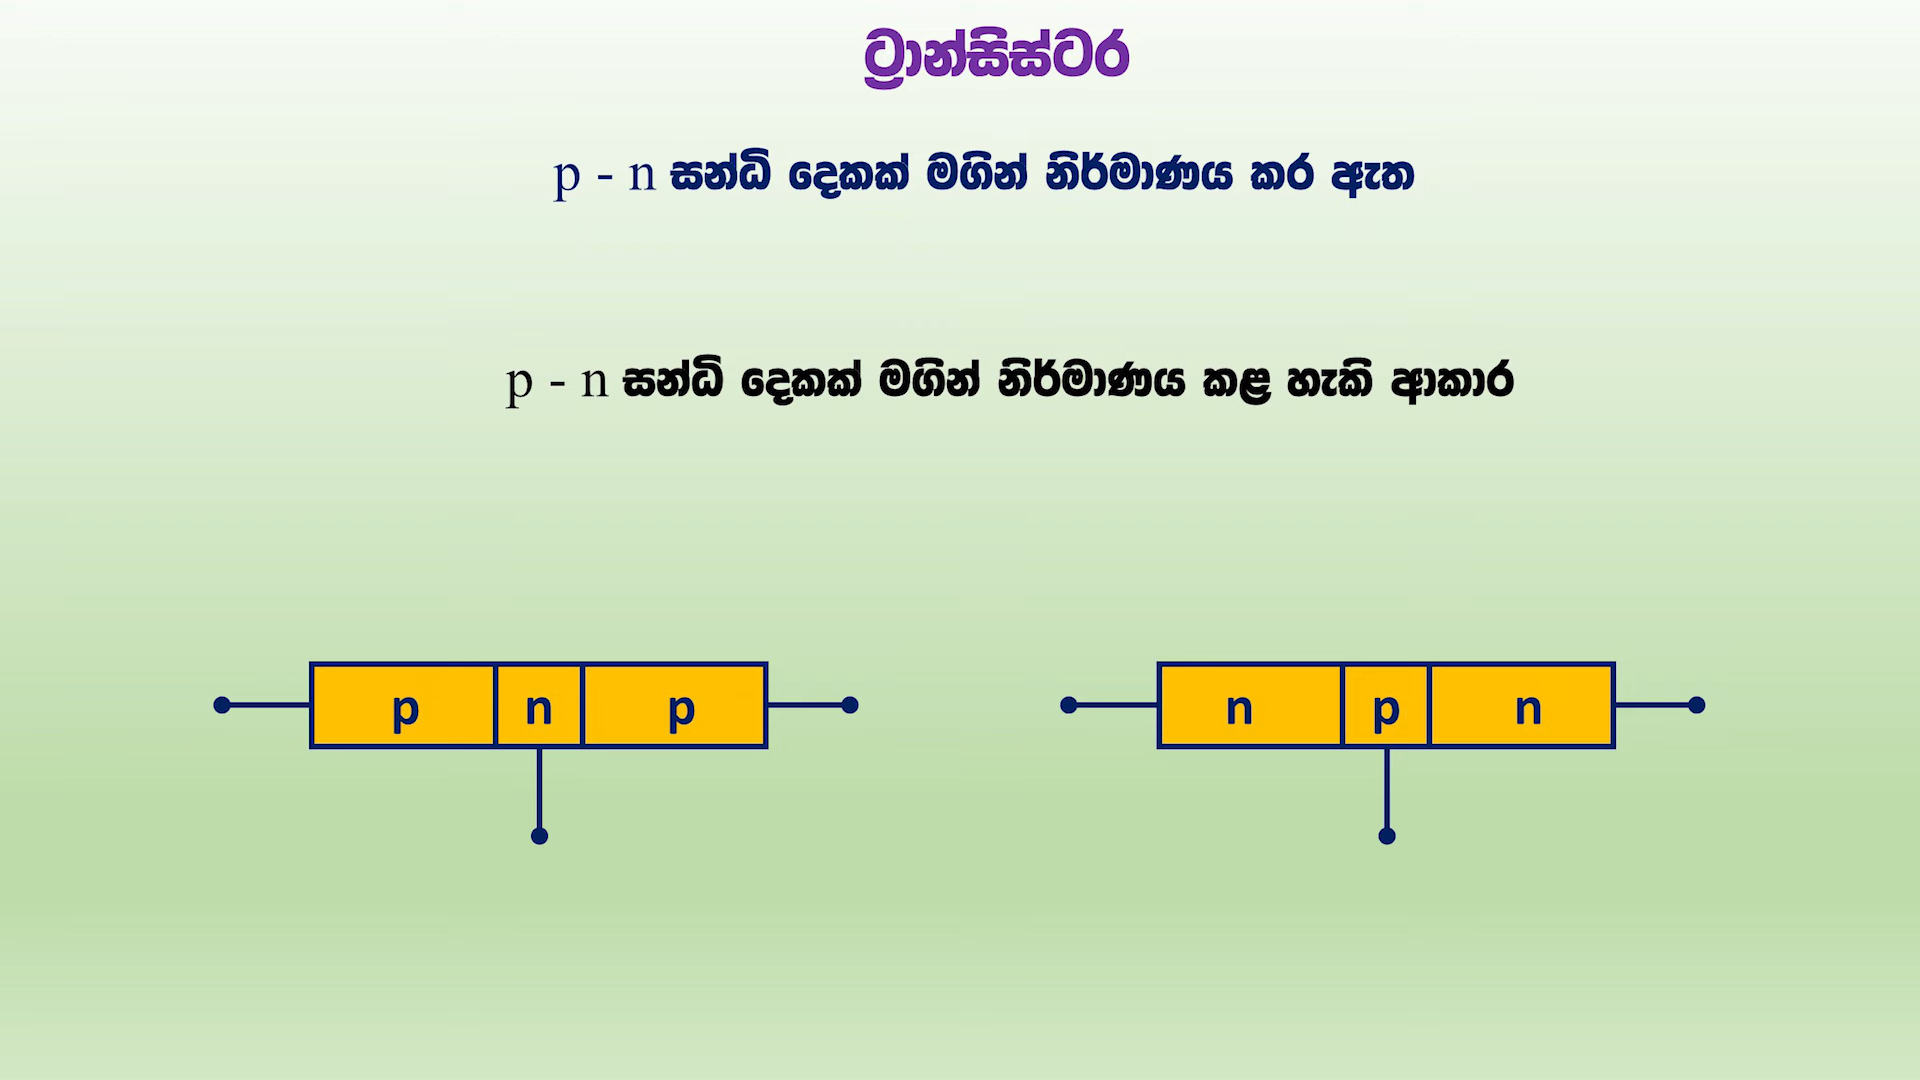 ට්‍රාන්සිස්ටර
p - n සන්ධි දෙකක් මගින් නිර්මාණය කර ඇත
p - n සන්ධි දෙකක් මගින් නිර්මාණය කළ හැකි ආකාර
p n p
n p n